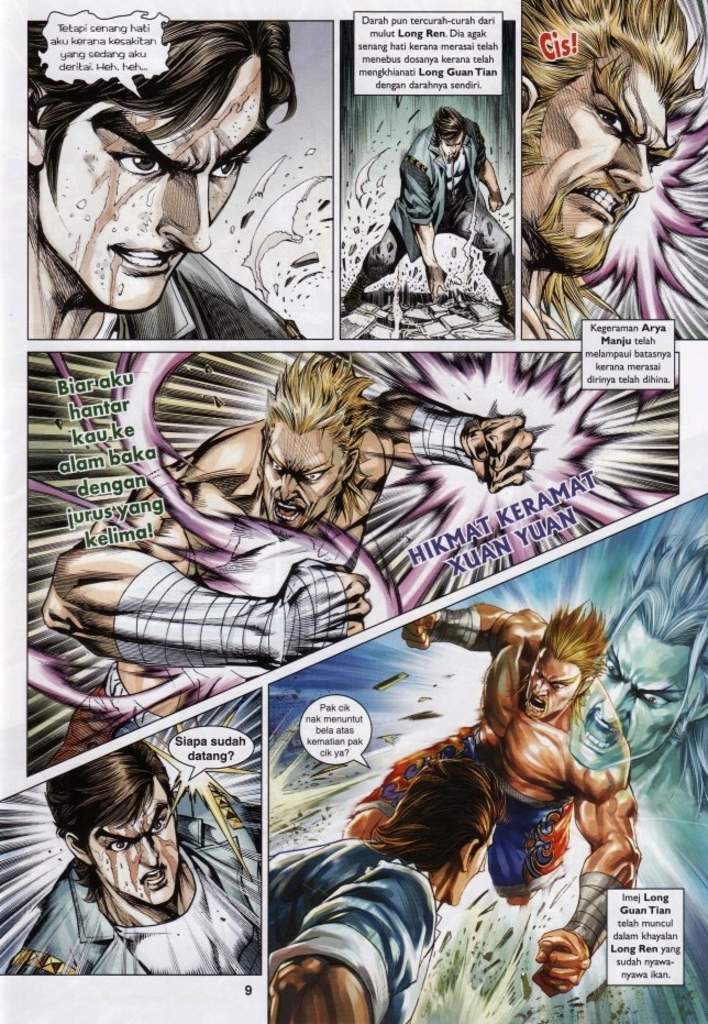 Tetapi senang hati
aku kerana kesakitan
yang sedang aku
deritai. Heh, heh...
Darah pun tercurah-curah dari
mulut Long Ren. Dia agak
senang hati kerana merasai telah
menebus dosanya kerana telah
mengkhianati Long Guan Tian
dengan darahnya sendiri.
Cis!
Kegeraman Arya
Manju telah
melampaui batasnya
kerana merasai
dirinya telah dihina.
Biar aku
hantar
kau ke
alam baka
dengan
jurus yang
kelima!
HIKMAT KERAMAT
XUAN YUAN
Siapa sudah
datang?
Pak cik
nak menuntut
bela atas
kematian pak
cik ya?
Imej Long
Guan Tian
telah muncul
dalam khayalan
Long Ren yang
sudah nyawa-
nyawa ikan.
9